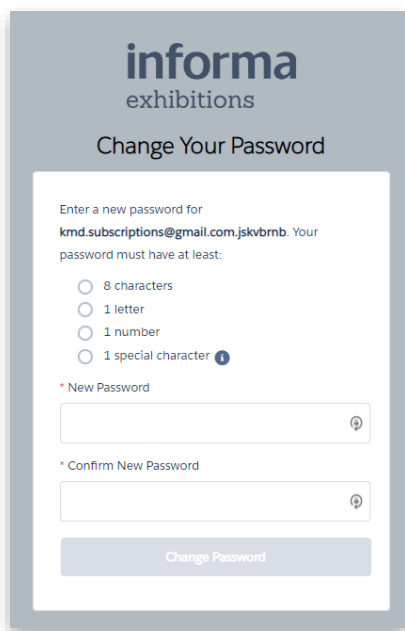 informa
exhibitions
Change Your Password
Enter a new password for
kmd.subscriptions@gmail.com.jskvbrnb. Your
password must have at least:
8 characters
1 letter
1 number
1 special character i
* New Password
* Confirm New Password
Change Password